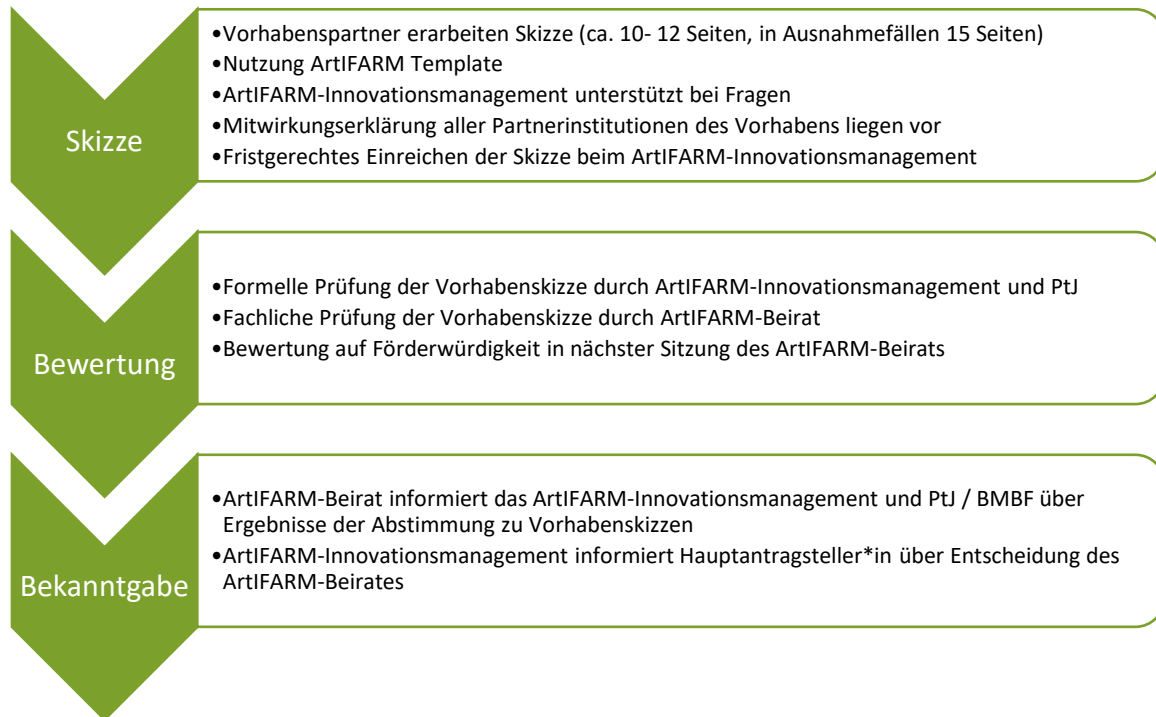 Skizze
•Vorhabenspartner erarbeiten Skizze (ca. 10- 12 Seiten, in Ausnahmefällen 15 Seiten)
•Nutzung ArtIFARM Template
•ArtIFARM-Innovationsmanagement unterstützt bei Fragen
•Mitwirkungserklärung aller Partnerinstitutionen des Vorhabens liegen vor
•Fristgerechtes Einreichen der Skizze beim ArtIFARM-Innovationsmanagement
Bewertung
•Formelle Prüfung der Vorhabenskizze durch ArtIFARM-Innovationsmanagement und PtJ
•Fachliche Prüfung der Vorhabenskizze durch ArtIFARM-Beirat
•Bewertung auf Förderwürdigkeit in nächster Sitzung des ArtIFARM-Beirats
Bekanntgabe
•ArtIFARM-Beirat informiert das ArtIFARM-Innovationsmanagement und PtJ / BMBF über
Ergebnisse der Abstimmung zu Vorhabenskizzen
•ArtIFARM-Innovationsmanagement informiert Hauptantragsteller*in über Entscheidung des
ArtIFARM-Beirates